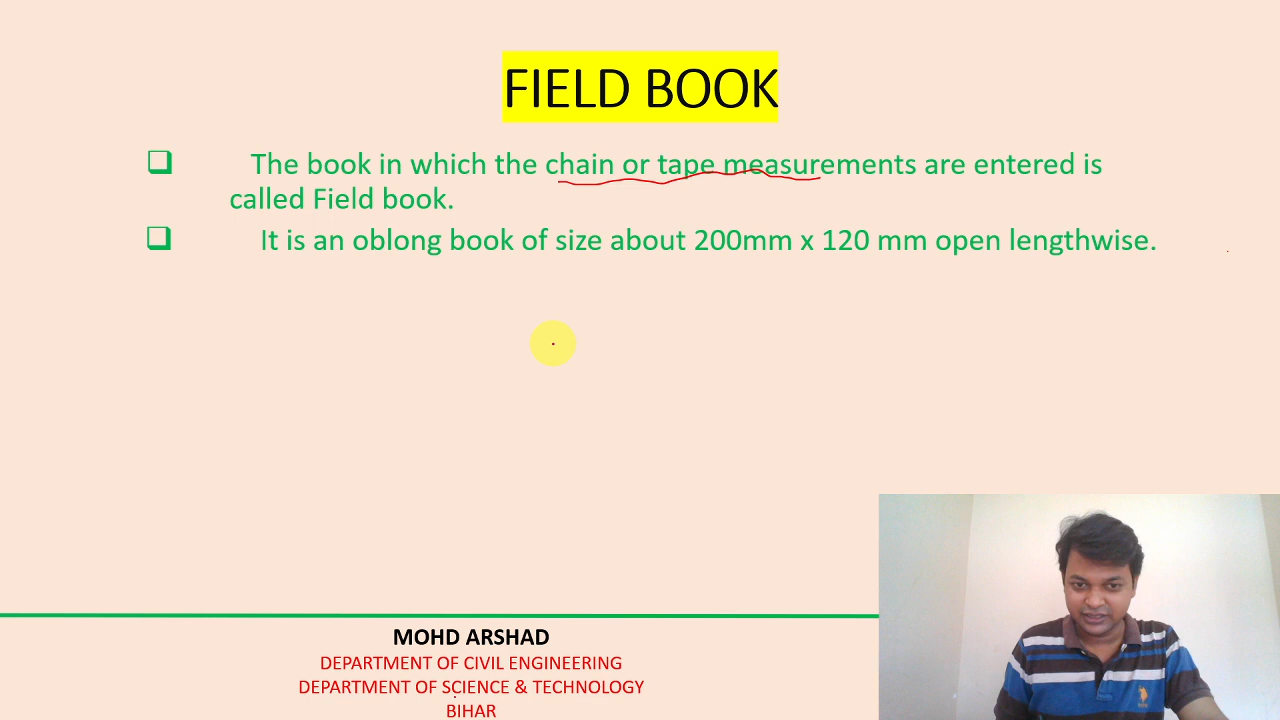 FIELD BOOK
The book in which the chain or tape measurements are entered is
called Field book.
It is an oblong book of size about 200mm x 120 mm open lengthwise.
MOHD ARSHAD
DEPARTMENT OF CIVIL ENGINEERING
DEPARTMENT OF SCIENCE & TECHNOLOGY
BIHAR